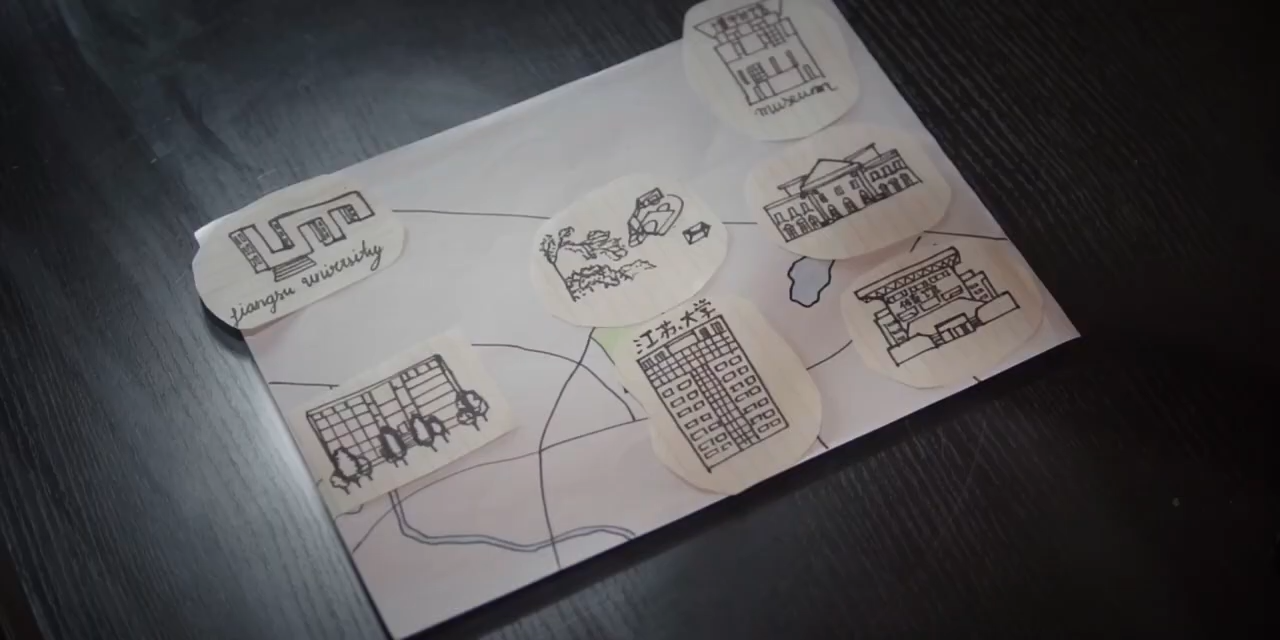 museum
Jiangsu university
江苏大学